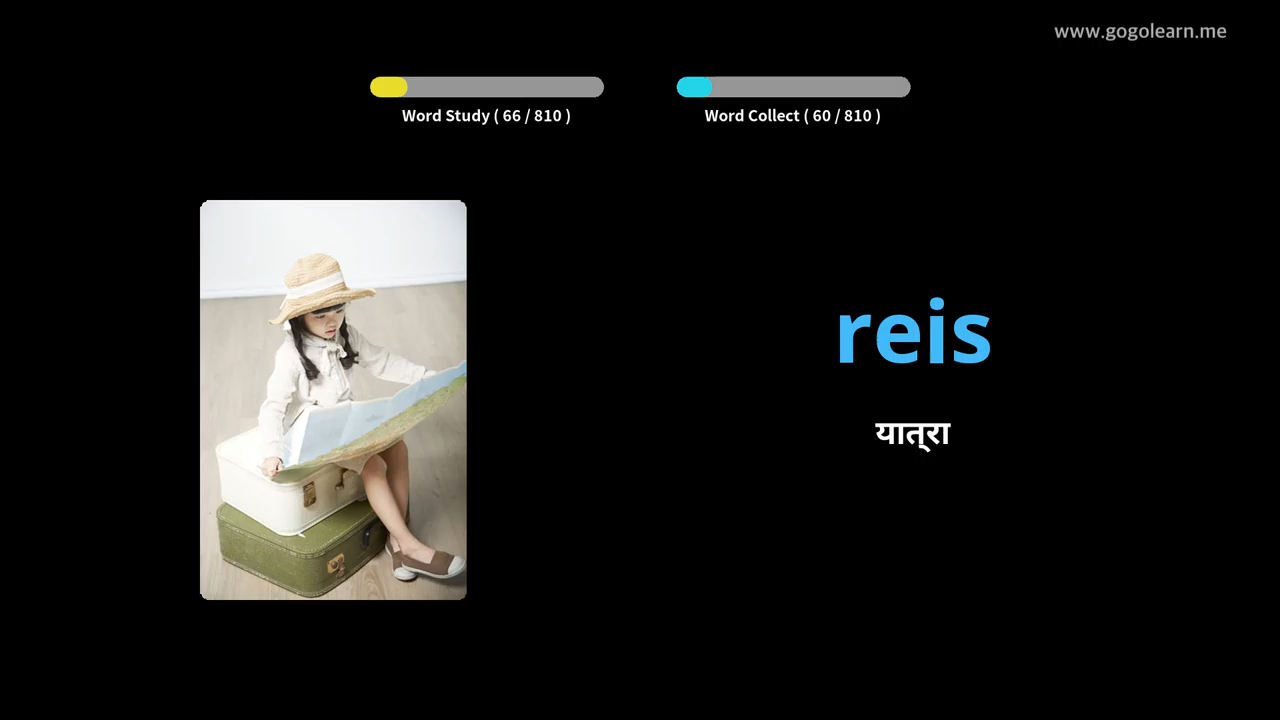 www.gogolearn.me
Word Study ( 66 / 810 )
Word Collect ( 60 / 810 )
reis
यात्रा